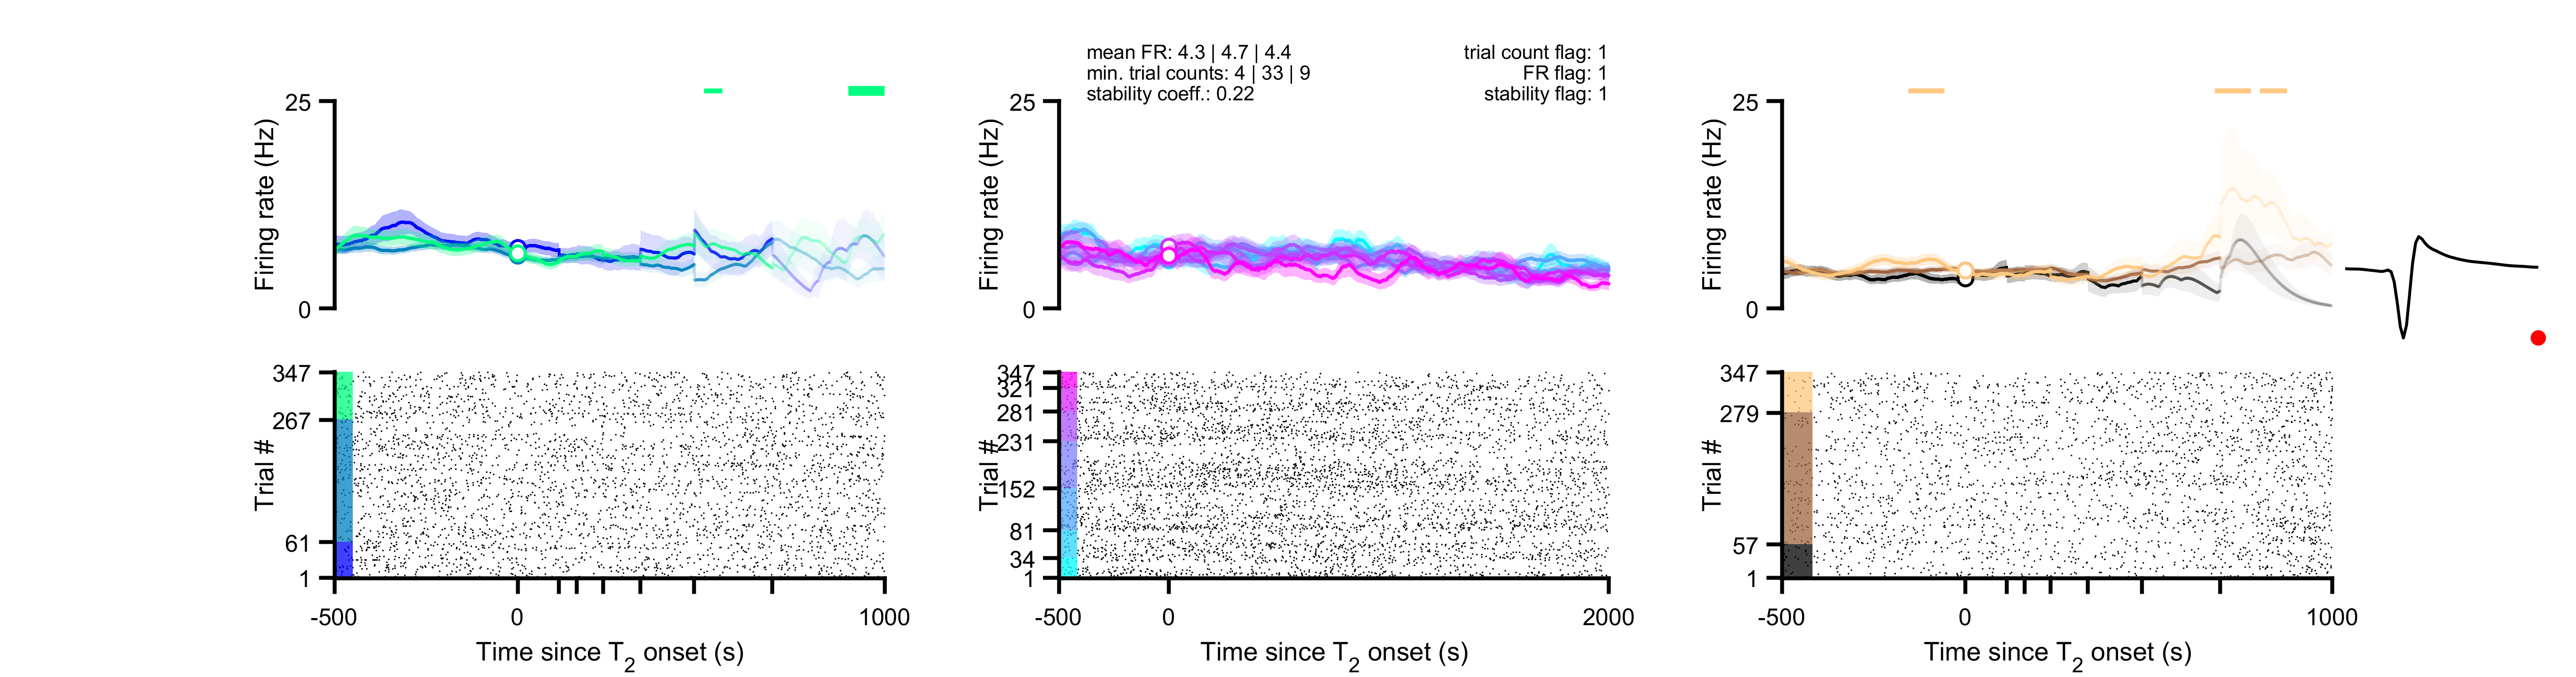 mean FR: 4.3 | 4.7 | 4.4
min. trial counts: 4 | 33 | 9
stability coeff.: 0.22
trial count flag: 1
FR flag: 1
stability flag: 1
25
0
Firing rate (Hz)
347
267
61
1
Trial #
-500
0
1000
Time since T2 onset (s)
25
0
Firing rate (Hz)
347
321
281
231
152
81
34
1
Trial #
-500
0
2000
Time since T2 onset (s)
25
0
Firing rate (Hz)
347
279
57
1
Trial #
-500
0
1000
Time since T2 onset (s)